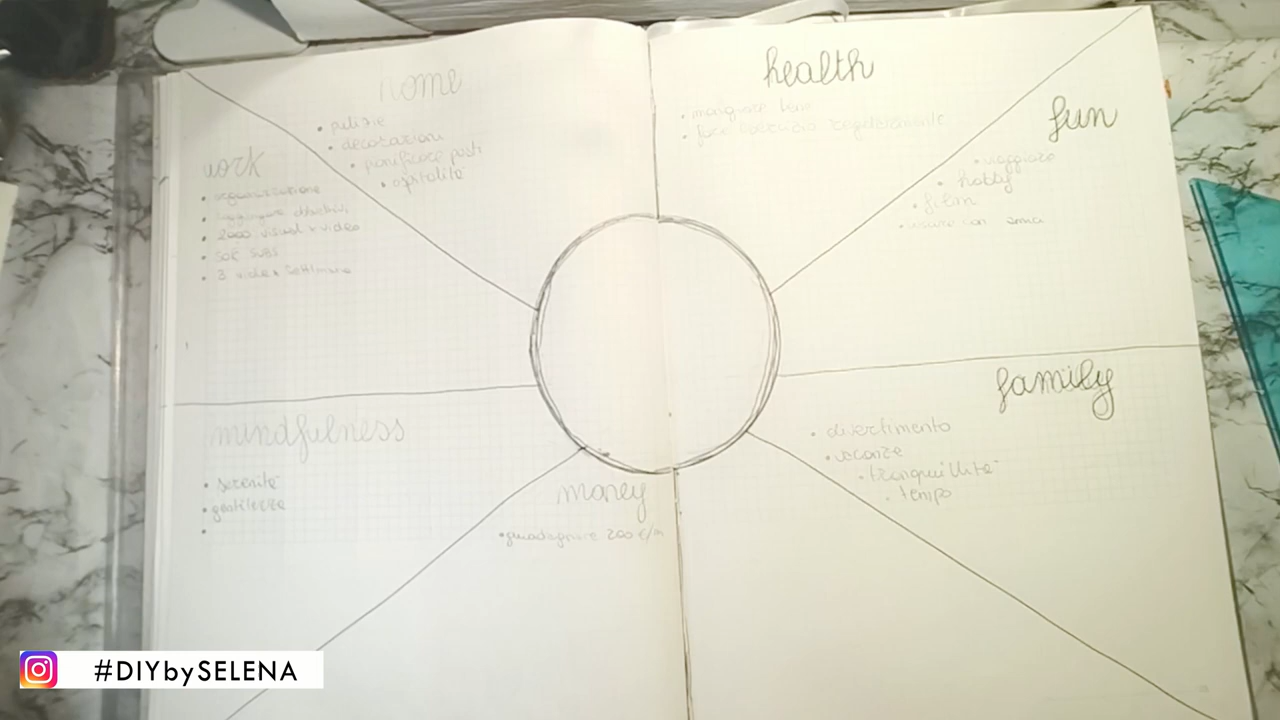 home
• pulizie
• decorazioni
• pianificare pasti
• ospitalità
work
• organizzazione
• raggiungere obiettivi
• 2000 visual x video
• 50K SUBS
• 3 video settimana
health
• mangiare bene
• fare esercizio regolarmente
fun
• viaggiare
• hobby
• film
• uscire con amici
mindfulness
• serenità
• gentilezza
•
money
• guadagnare 200 €/m
family
• divertimento
• vacanze
• tranquillità
• tempo
#DIYbySELENA